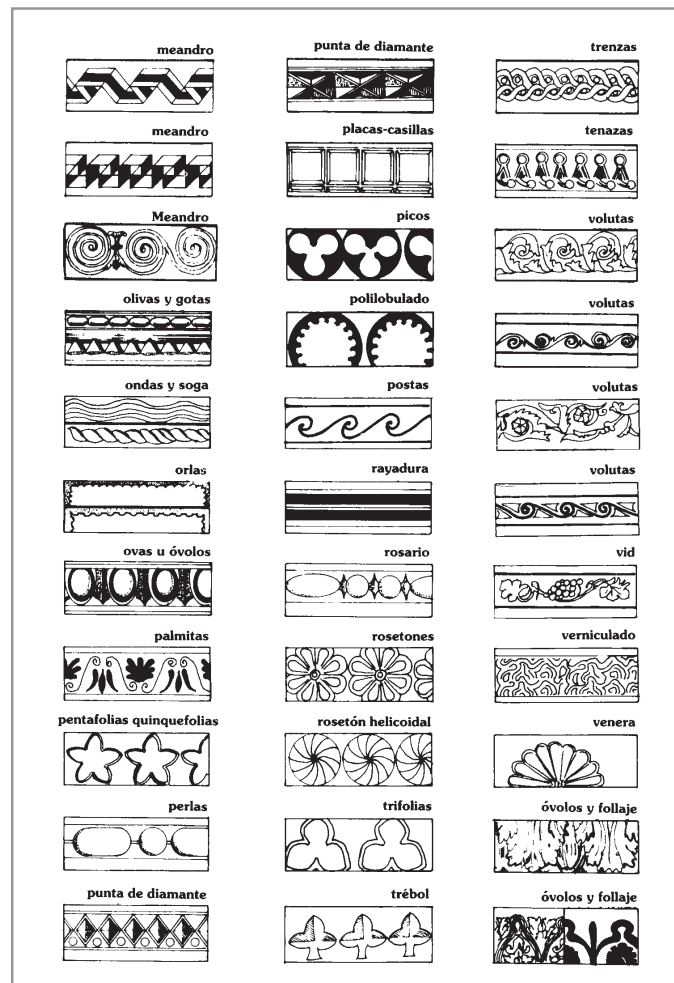 meandro
punta de diamante
trenzas
meandro
placas-casillas
tenazas
Meandro
picos
volutas
olivas y gotas
polilobulado
volutas
ondas y soga
postas
volutas
orlas
rayadura
volutas
ovas u óvolos
rosario
vid
palmitas
rosetones
verniculado
pentafolias quinquefolias
rosetón helicoidal
venera
perlas
trifolias
óvolos y follaje
punta de diamante
trébol
óvolos y follaje